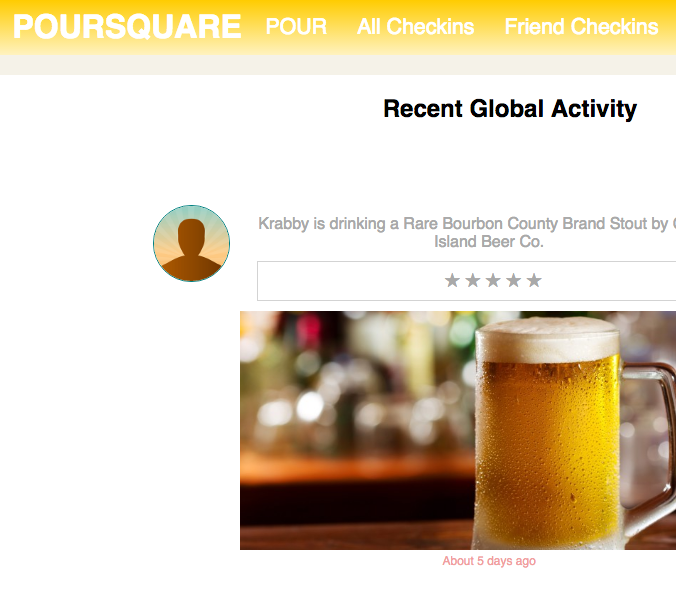 POURSQUARE POUR All Checkins Friend Checkins
Recent Global Activity
Krabby is drinking a Rare Bourbon County Brand Stout by
Island Beer Co.
★★★★★
About 5 days ago